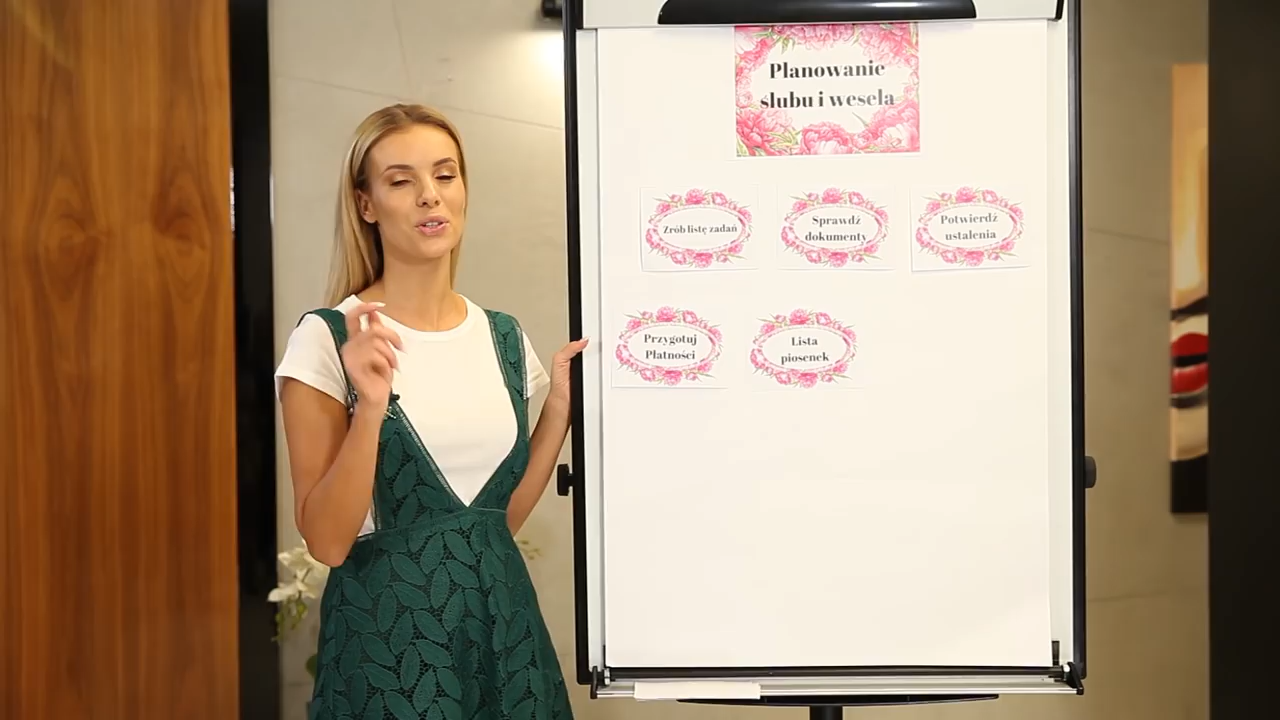 Planowanie
ślubu i wesela
Zrób listę zadań
Sprawdź
dokumenty
Potwierdź
ustalenia
Przygotuj
Płatności
Lista
piosenek